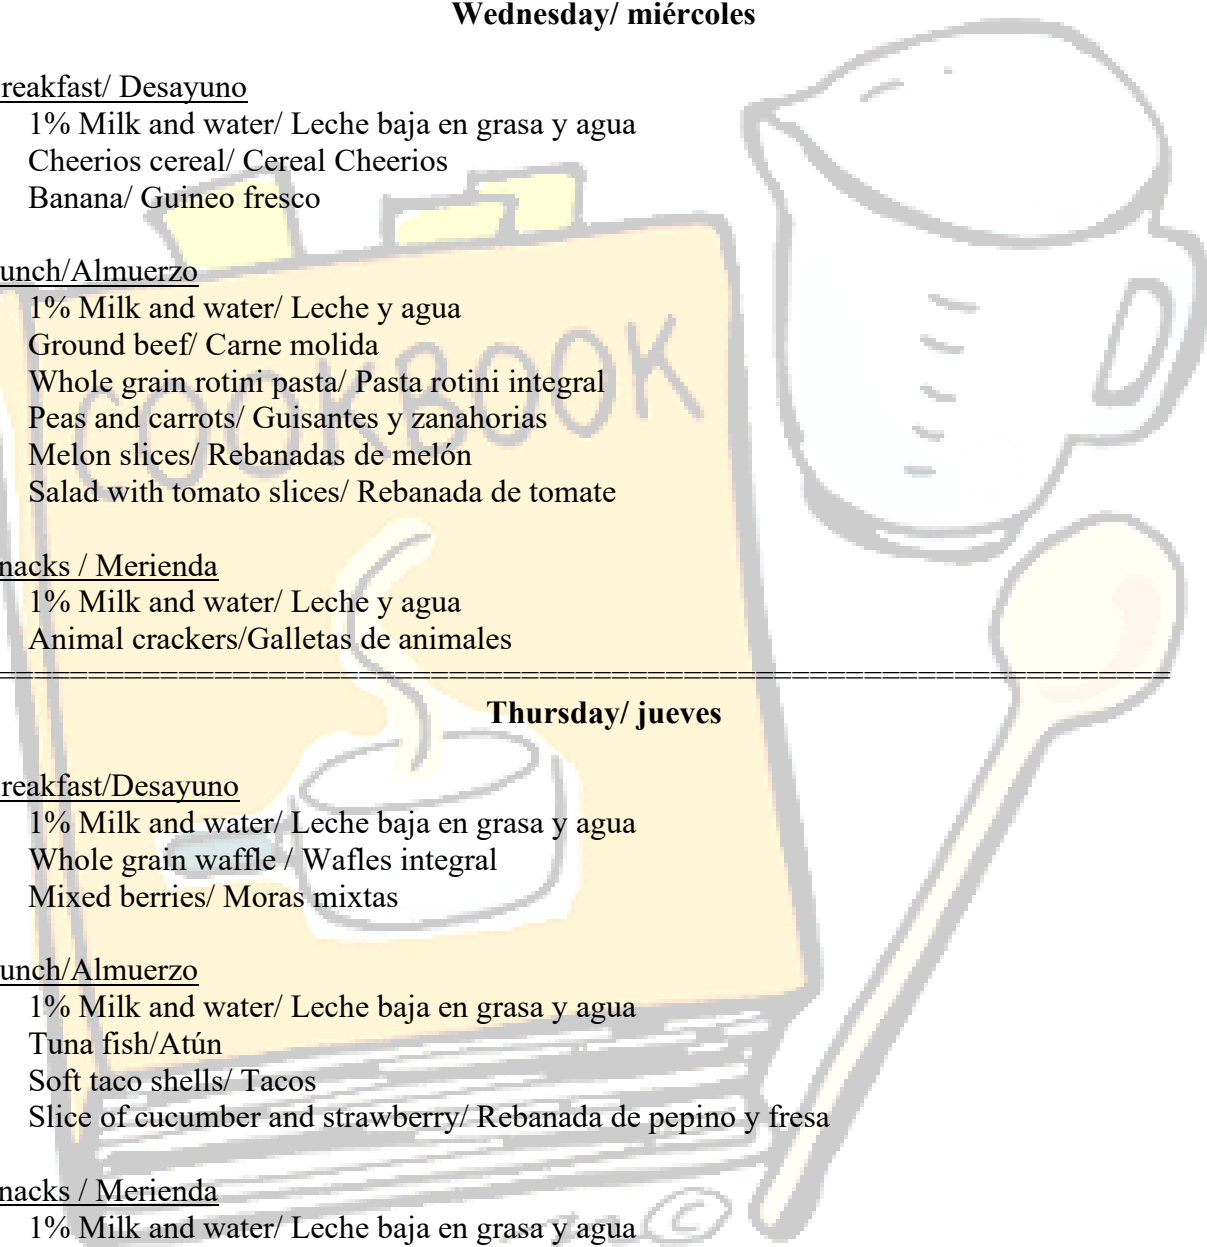 Wednesday/ miércoles
reakfast/ Desayuno
1% Milk and water/ Leche baja en grasa y agua
Cheerios cereal/ Cereal Cheerios
Banana/ Guineo fresco
unch/Almuerzo
1% Milk and water/ Leche y agua
Ground beef/ Carne molida
Whole grain rotini pasta/ Pasta rotini integral
Peas and carrots/ Guisantes y zanahorias
Melon slices/ Rebanadas de melón
Salad with tomato slices/ Rebanada de tomate
COOKBOOK
nacks / Merienda
1% Milk and water/ Leche y agua
Animal crackers/Galletas de animales
Thursday/ jueves
reakfast/Desayuno
1% Milk and water/ Leche baja en grasa y agua
Whole grain waffle / Wafles integral
Mixed berries/ Moras mixtas
unch/Almuerzo
1% Milk and water/ Leche baja en grasa y agua
Tuna fish/Atún
Soft taco shells/ Tacos
Slice of cucumber and strawberry/ Rebanada de pepino y fresa
nacks / Merienda
1% Milk and water/ Leche baja en grasa y agua
©